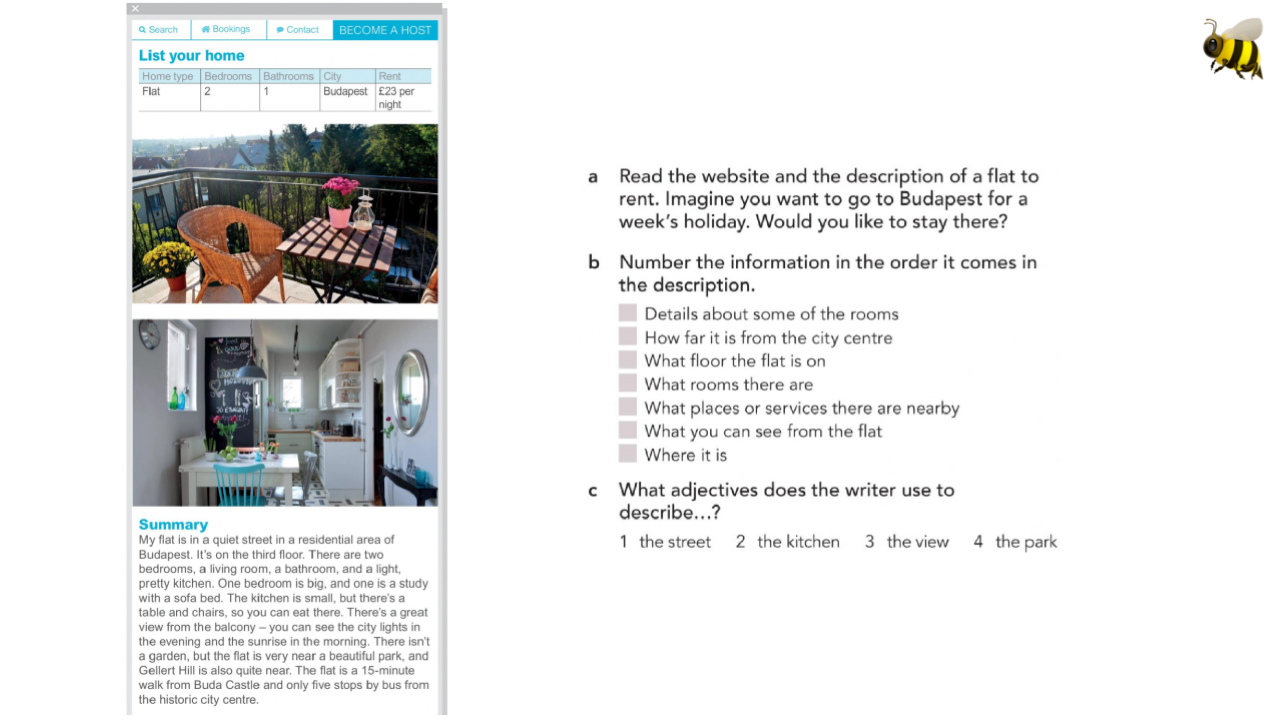 Search Bookings Contact BECOME A HOST
List your home
Home type Bedrooms Bathrooms City Rent
Flat 2 1 Budapest £23 per
night
Summary
My flat is in a quiet street in a residential area of
Budapest. It's on the third floor. There are two
bedrooms, a living room, a bathroom, and a light,
pretty kitchen. One bedroom is big, and one is a study
with a sofa bed. The kitchen is small, but there's a
table and chairs, so you can eat there. There's a great
view from the balcony – you can see the city lights in
the evening and the sunrise in the morning. There isn't
a garden, but the flat is very near a beautiful park, and
Gellert Hill is also quite near. The flat is a 15-minute
walk from Buda Castle and only five stops by bus from
the historic city centre.
a Read the website and the description of a flat to
rent. Imagine you want to go to Budapest for a
week's holiday. Would you like to stay there?
b Number the information in the order it comes in
the description.
Details about some of the rooms
How far it is from the city centre
What floor the flat is on
What rooms there are
What places or services there are nearby
What you can see from the flat
Where it is
c What adjectives does the writer use to
describe…?
1 the street 2 the kitchen 3 the view 4 the park